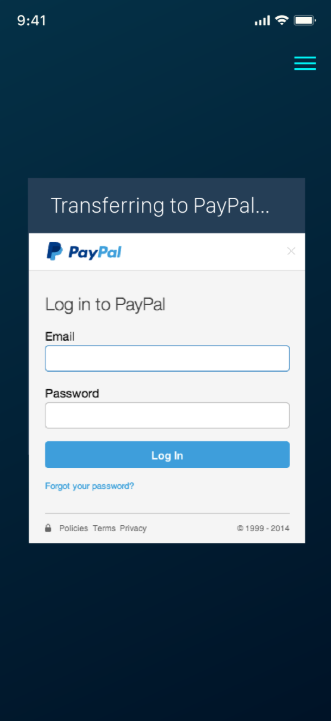 9:41
Transferring to PayPal...
PayPal
Log in to PayPal
Email
Password
Log In
Forgot your password?
Policies Terms Privacy © 1999 - 2014